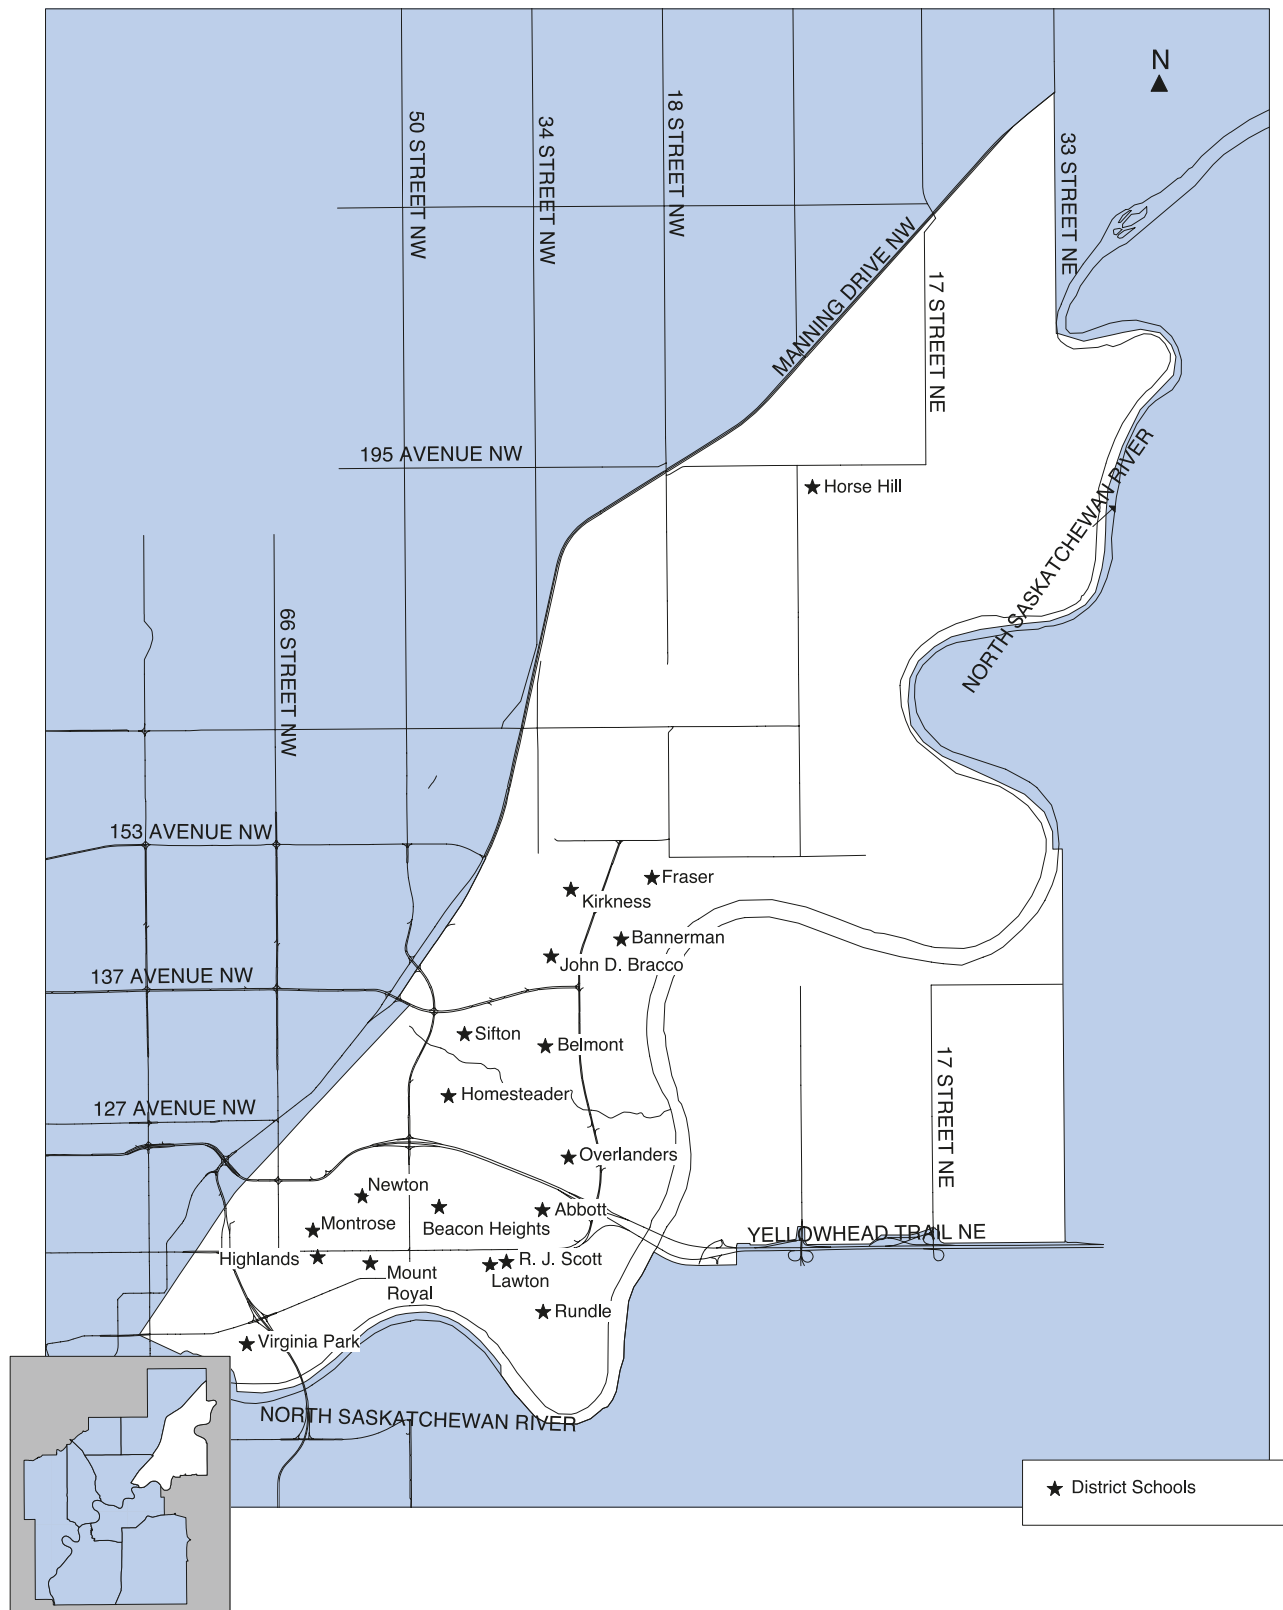 N
50 STREET NW
34 STREET NW
18 STREET NW
33 STREET NE
MANNING DRIVE NW
17 STREET NE
195 AVENUE NW
Horse Hill
NORTH SASKATCHEWAN RIVER
66 STREET NW
153 AVENUE NW
Fraser
Kirkness
Bannerman
John D. Bracco
137 AVENUE NW
Sifton
Belmont
17 STREET NE
Homesteader
127 AVENUE NW
Overlanders
Newton
Abbott
Montrose
Beacon Heights
YELLOWHEAD TRAIL NE
Highlands
R. J. Scott
Mount
Royal
Lawton
Rundle
Virginia Park
NORTH SASKATCHEWAN RIVER
District Schools